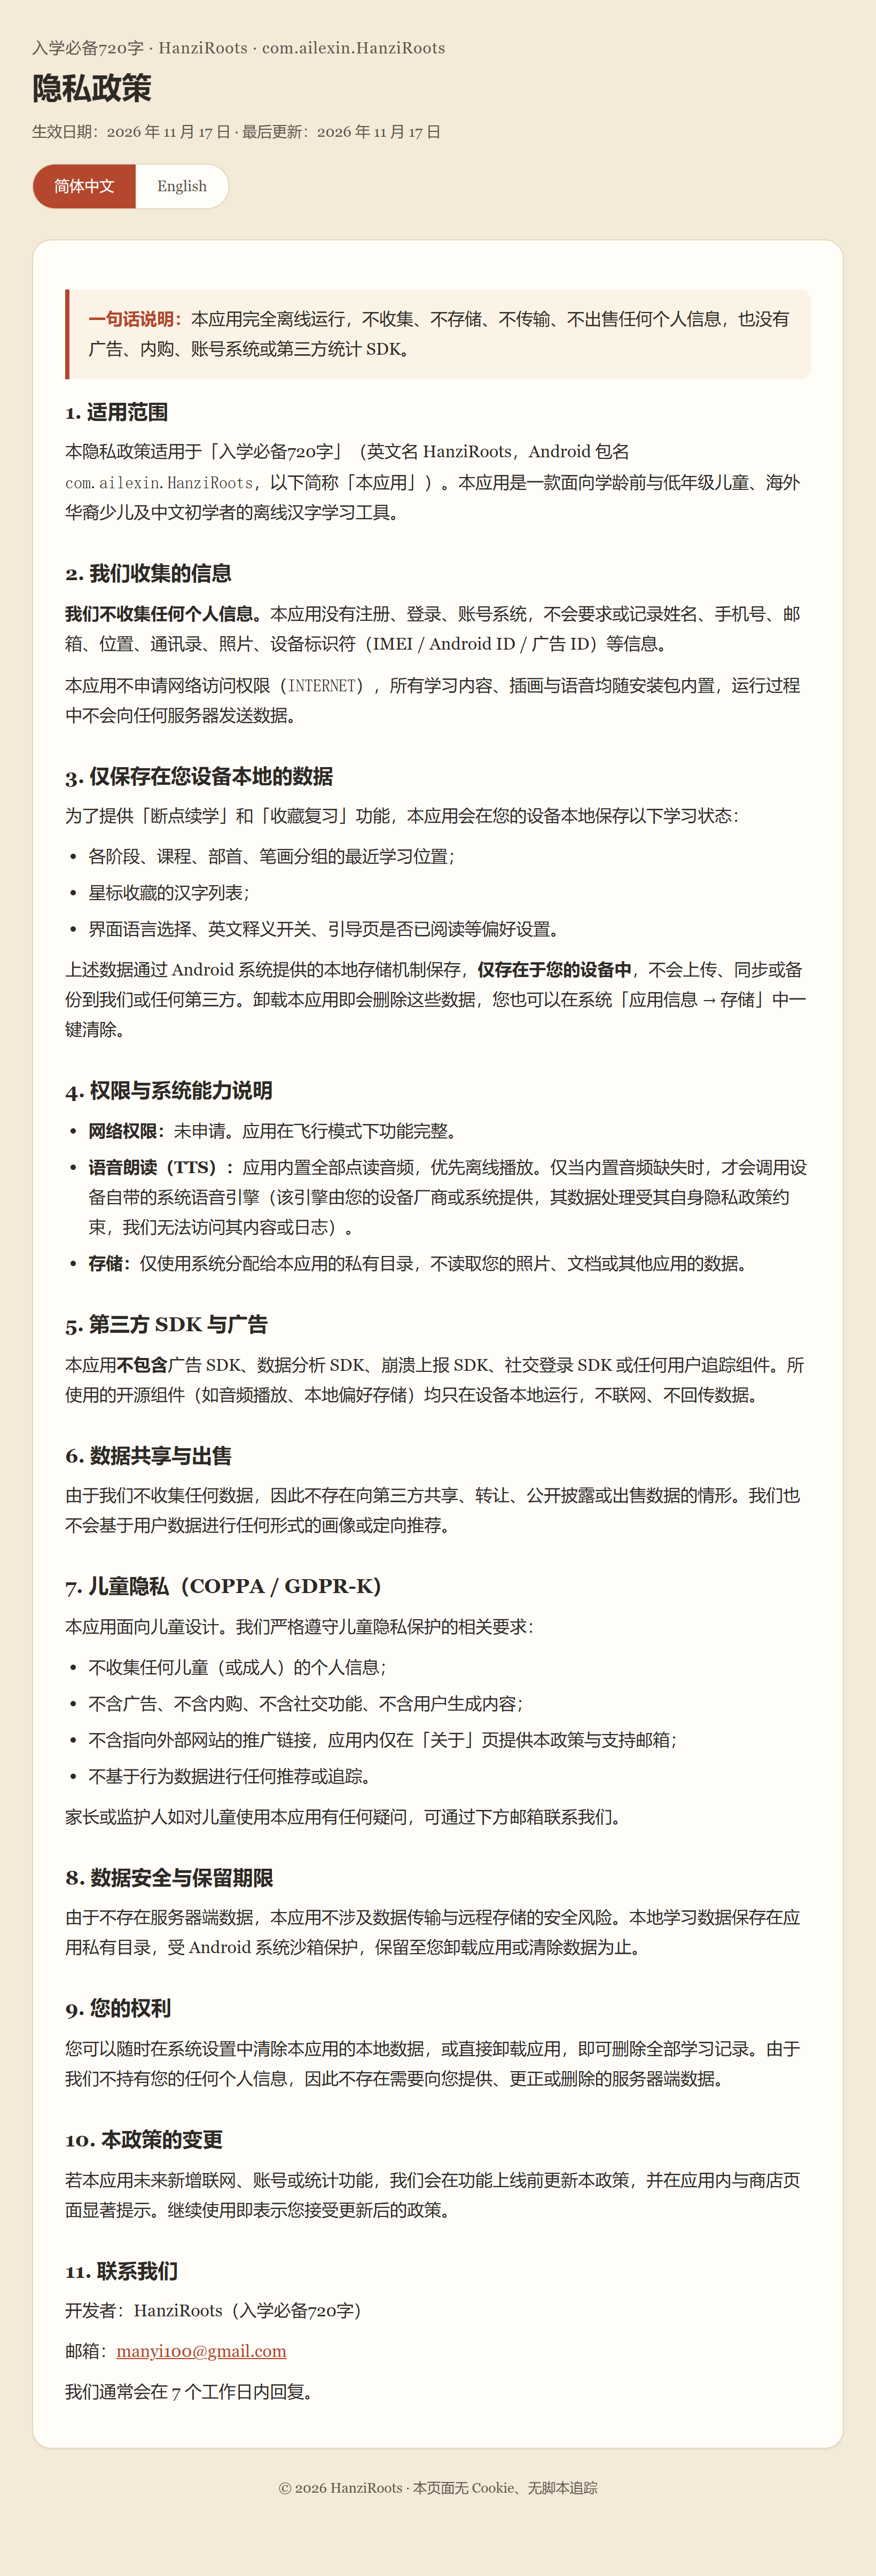 入学必备720字 · HanziRoots · com.ailexin.HanziRoots
隐私政策
生效日期：2026 年 11 月 17 日 · 最后更新：2026 年 11 月 17 日
简体中文
English
一句话说明：本应用完全离线运行，不收集、不存储、不传输、不出售任何个人信息，也没有
广告、内购、账号系统或第三方统计 SDK。
1. 适用范围
本隐私政策适用于「入学必备720字」（英文名 HanziRoots，Android 包名
com.ailexin.HanziRoots，以下简称「本应用」）。本应用是一款面向学龄前与低年级儿童、海外
华裔少儿及中文初学者的离线汉字学习工具。
2. 我们收集的信息
我们不收集任何个人信息。本应用没有注册、登录、账号系统，不会要求或记录姓名、手机号、邮
箱、位置、通讯录、照片、设备标识符（IMEI / Android ID / 广告 ID）等信息。
本应用不申请网络访问权限（INTERNET），所有学习内容、插画与语音均随安装包内置，运行过程
中不会向任何服务器发送数据。
3. 仅保存在您设备本地的数据
为了提供「断点续学」和「收藏复习」功能，本应用会在您的设备本地保存以下学习状态：
• 各阶段、课程、部首、笔画分组的最近学习位置；
• 星标收藏的汉字列表；
• 界面语言选择、英文释义开关、引导页是否已阅读等偏好设置。
上述数据通过 Android 系统提供的本地存储机制保存，仅存在于您的设备中，不会上传、同步或备
份到我们或任何第三方。卸载本应用即会删除这些数据，您也可以在系统「应用信息 → 存储」中一
键清除。
4. 权限与系统能力说明
• 网络权限：未申请。应用在飞行模式下功能完整。
• 语音朗读（TTS）：应用内置全部点读音频，优先离线播放。仅当内置音频缺失时，才会调用设
备自带的系统语音引擎（该引擎由您的设备厂商或系统提供，其数据处理受其自身隐私政策约
束，我们无法访问其内容或日志）。
• 存储：仅使用系统分配给本应用的私有目录，不读取您的照片、文档或其他应用的数据。
5. 第三方 SDK 与广告
本应用不包含广告 SDK、数据分析 SDK、崩溃上报 SDK、社交登录 SDK 或任何用户追踪组件。所
使用的开源组件（如音频播放、本地偏好存储）均只在设备本地运行，不联网、不回传数据。
6. 数据共享与出售
由于我们不收集任何数据，因此不存在向第三方共享、转让、公开披露或出售数据的情形。我们也
不会基于用户数据进行任何形式的画像或定向推荐。
7. 儿童隐私（COPPA / GDPR-K）
本应用面向儿童设计。我们严格遵守儿童隐私保护的相关要求：
• 不收集任何儿童（或成人）的个人信息；
• 不含广告、不含内购、不含社交功能、不含用户生成内容；
• 不含指向外部网站的推广链接，应用内仅在「关于」页提供本政策与支持邮箱；
• 不基于行为数据进行任何推荐或追踪。
家长或监护人如对儿童使用本应用有任何疑问，可通过下方邮箱联系我们。
8. 数据安全与保留期限
由于不存在服务器端数据，本应用不涉及数据传输与远程存储的安全风险。本地学习数据保存在应
用私有目录，受 Android 系统沙箱保护，保留至您卸载应用或清除数据为止。
9. 您的权利
您可以随时在系统设置中清除本应用的本地数据，或直接卸载应用，即可删除全部学习记录。由于
我们不持有您的任何个人信息，因此不存在需要向您提供、更正或删除的服务器端数据。
10. 本政策的变更
若本应用未来新增联网、账号或统计功能，我们会在功能上线前更新本政策，并在应用内与商店页
面显著提示。继续使用即表示您接受更新后的政策。
11. 联系我们
开发者：HanziRoots（入学必备720字）
邮箱：manyi100@gmail.com
我们通常会在 7 个工作日内回复。
© 2026 HanziRoots · 本页面无 Cookie、无脚本追踪